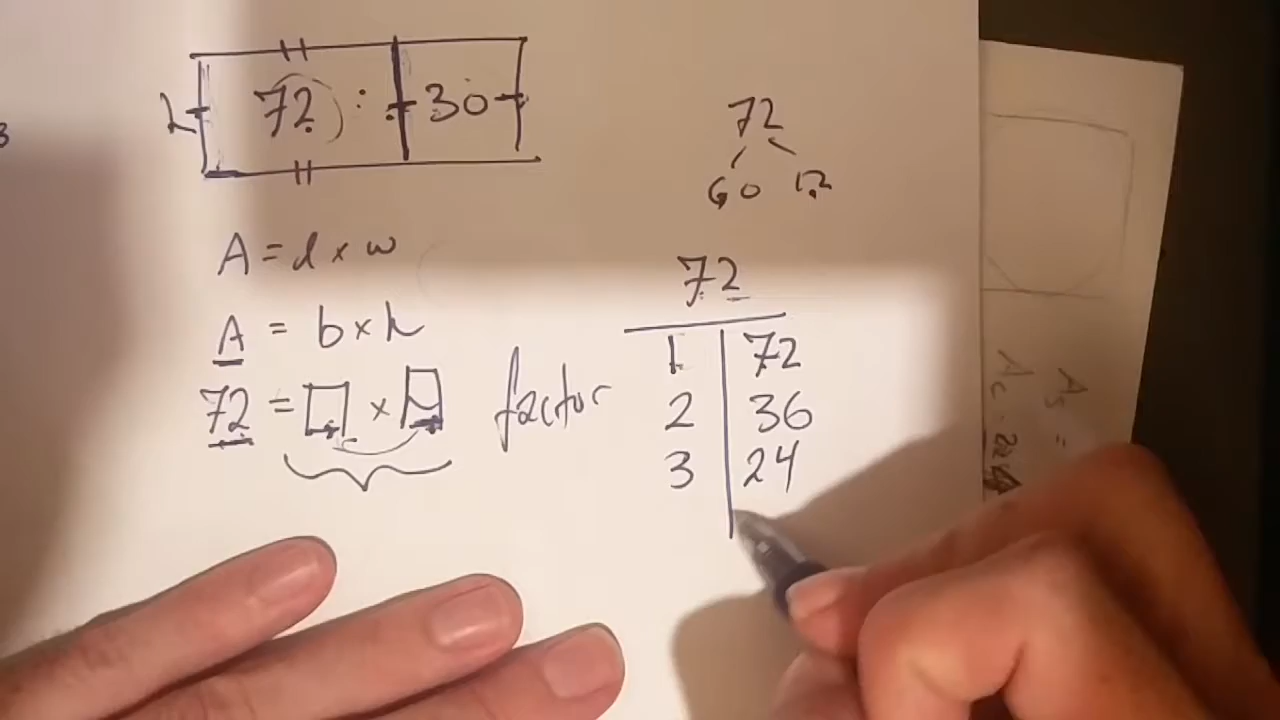 72 30
A = l x w
A = b x h
72 = □ x □ factor
72
60 12
72
1 72
2 36
3 24